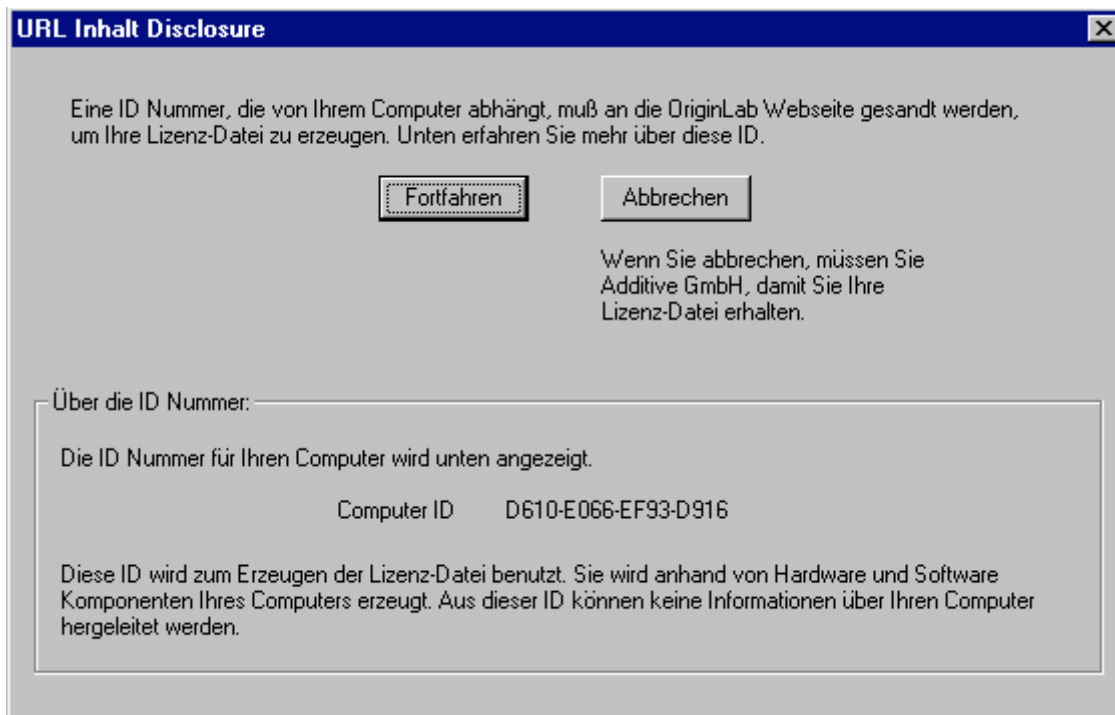 URL Inhalt Disclosure
Eine ID Nummer, die von Ihrem Computer abhängt, muß an die OriginLab Webseite gesandt werden,
um Ihre Lizenz-Datei zu erzeugen. Unten erfahren Sie mehr über diese ID.
Fortfahren Abbrechen
Wenn Sie abbrechen, müssen Sie
Additive GmbH, damit Sie Ihre
Lizenz-Datei erhalten.
Über die ID Nummer:
Die ID Nummer für Ihren Computer wird unten angezeigt.
Computer ID D610-E066-EF93-D916
Diese ID wird zum Erzeugen der Lizenz-Datei benutzt. Sie wird anhand von Hardware und Software
Komponenten Ihres Computers erzeugt. Aus dieser ID können keine Informationen über Ihren Computer
hergeleitet werden.